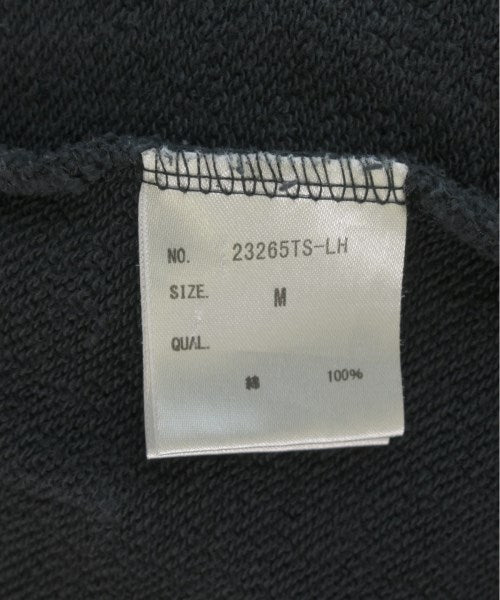 NO. 23265TS-LH
SIZE. M
QUAL.
綿 100%